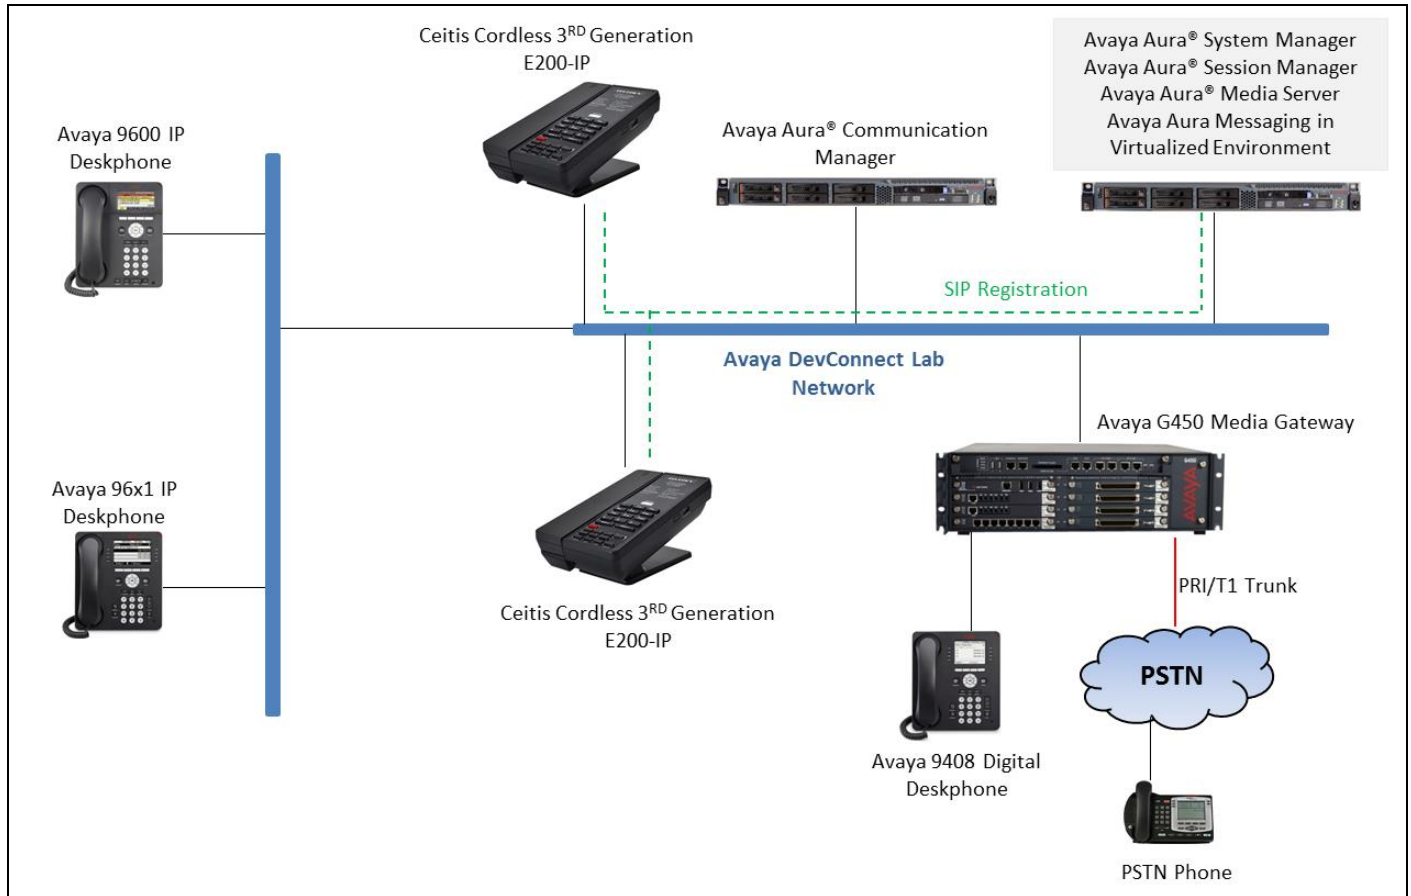 Ceitis Cordless 3RD Generation
E200-IP
Avaya Aura® System Manager
Avaya Aura® Session Manager
Avaya Aura® Media Server
Avaya Aura Messaging in
Virtualized Environment
Avaya 9600 IP
Deskphone
Avaya Aura® Communication
Manager
SIP Registration
Avaya DevConnect Lab
Network
Avaya G450 Media Gateway
AVAYA
Avaya 96x1 IP
Deskphone
Ceitis Cordless 3RD Generation
E200-IP
PRI/T1 Trunk
PSTN
Avaya 9408 Digital
Deskphone
PSTN Phone